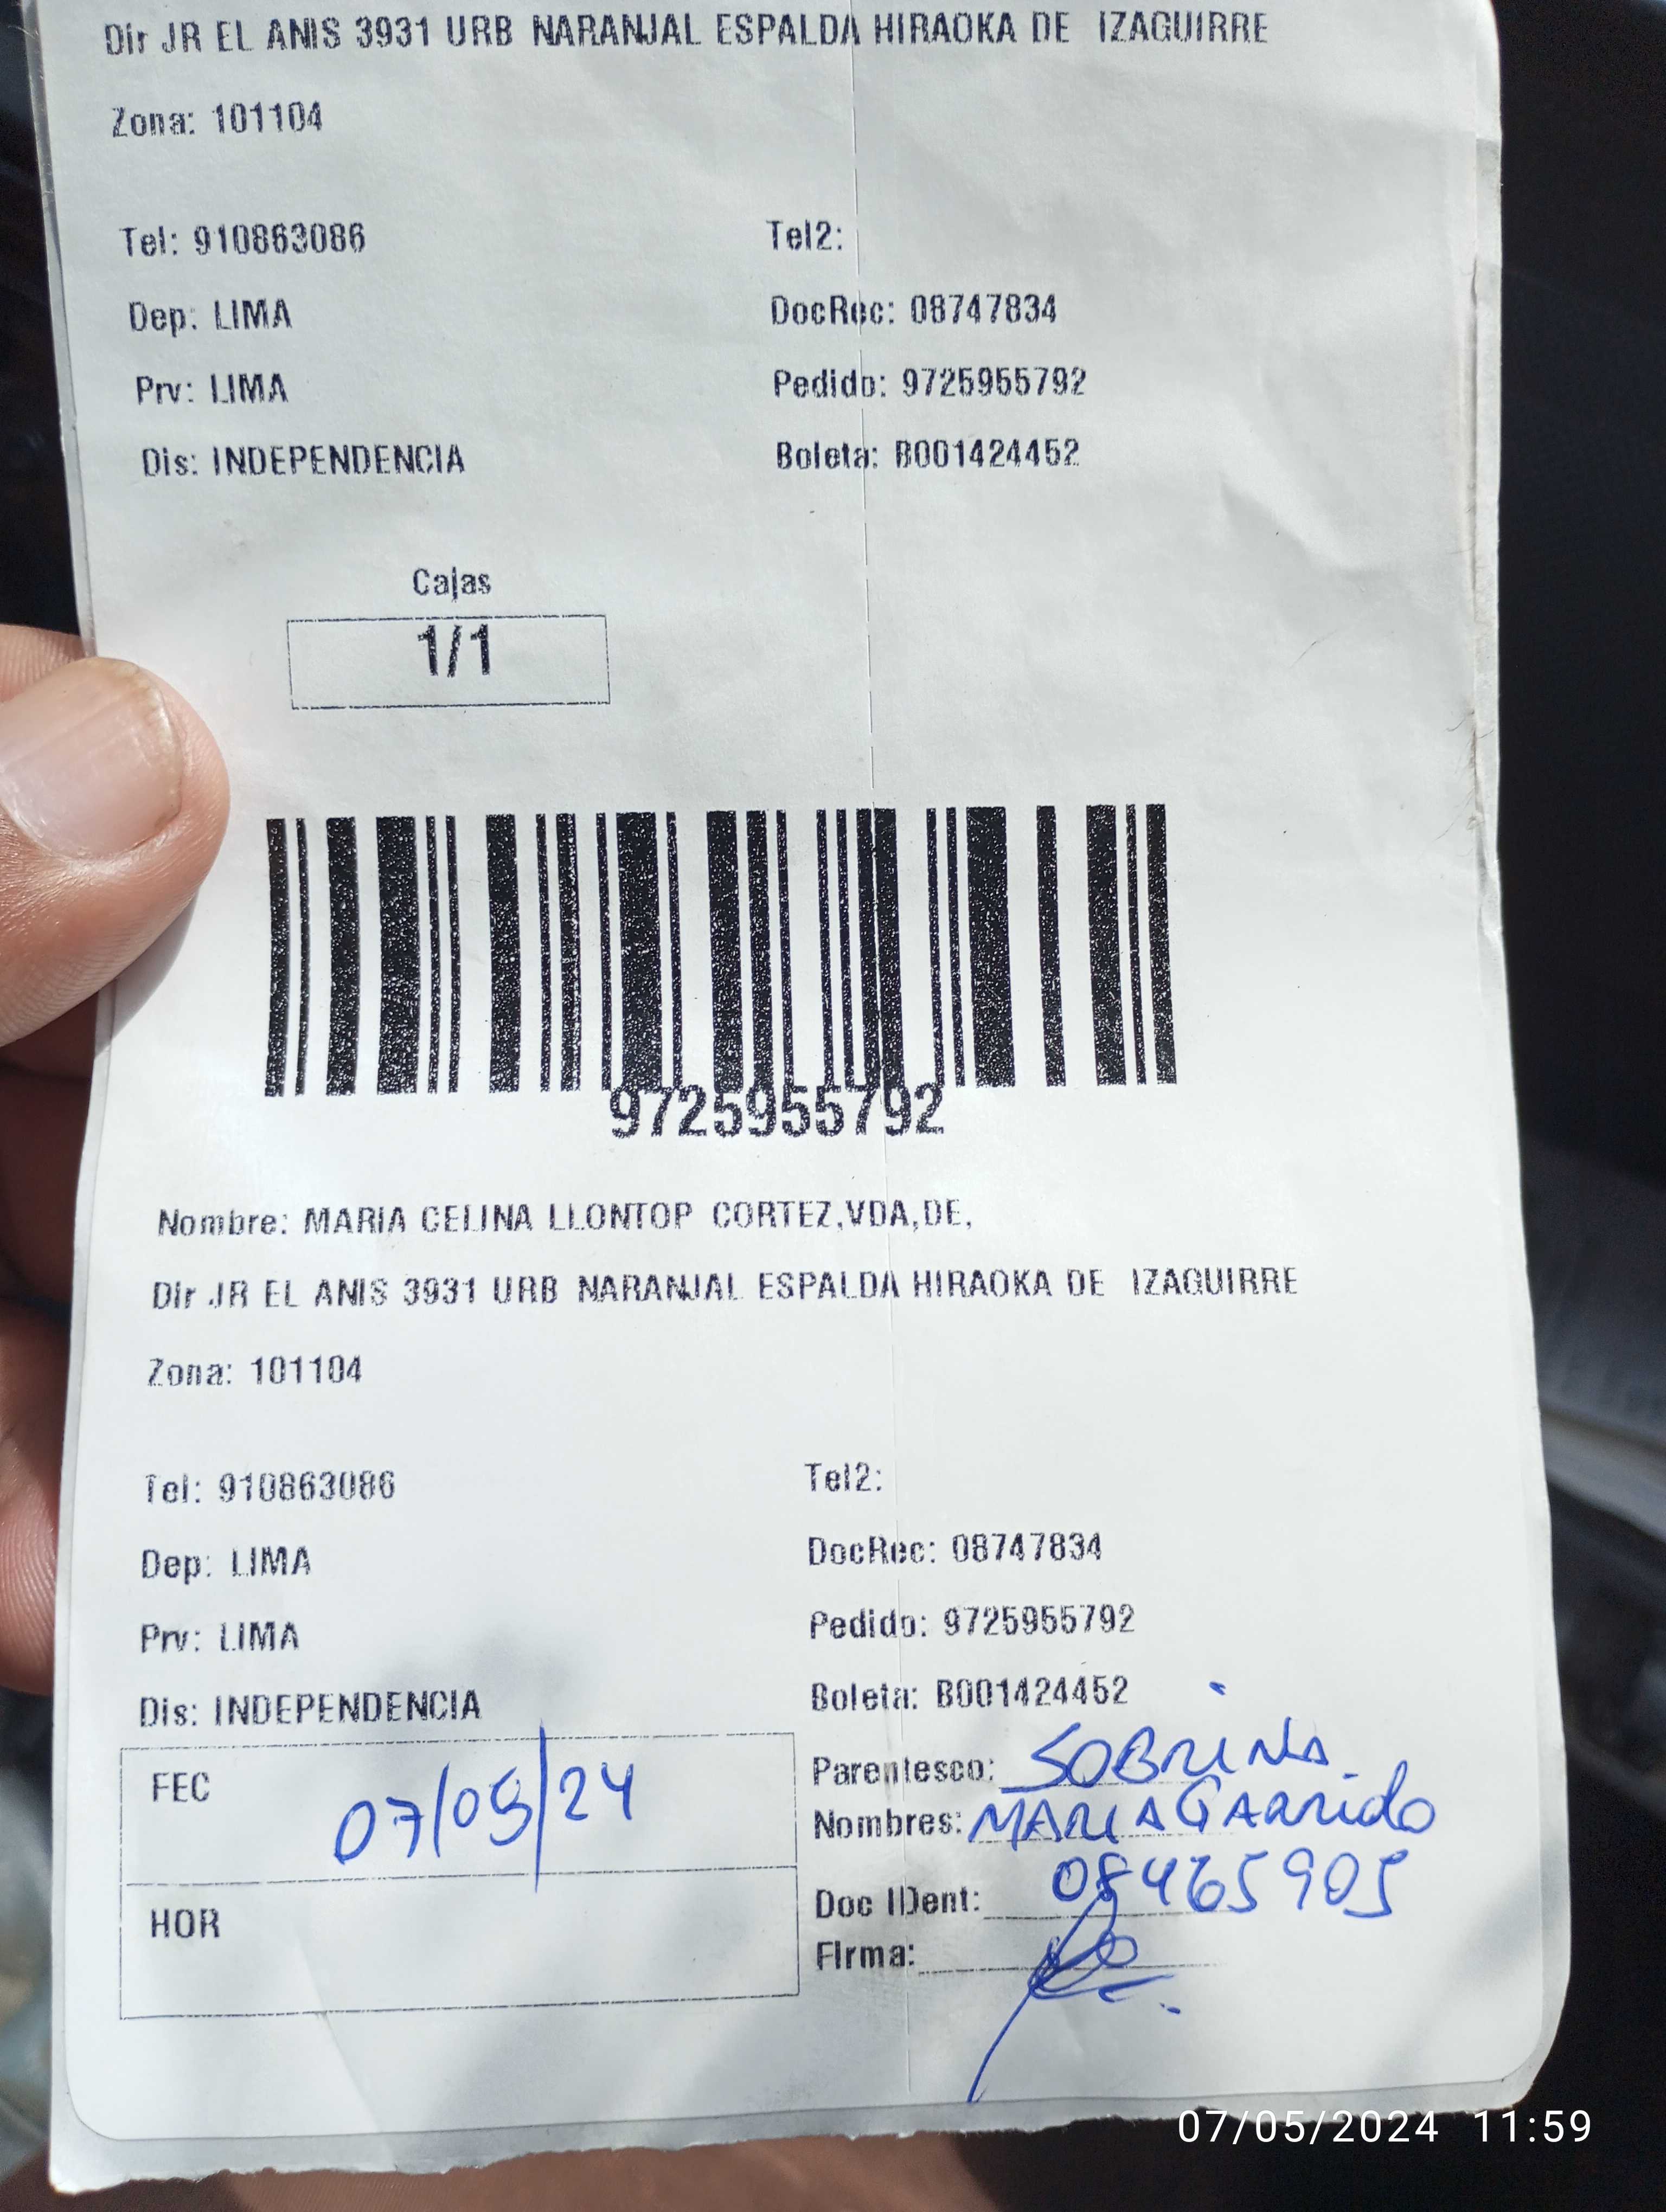 Dir JR EL ANIS 3931 URB NARANJAL ESPALDA HIRAOKA DE IZAGUIRRE
Zona: 101104
Tel: 910863086 Tel2:
Dep: LIMA DocRec: 08747834
Prv: LIMA Pedido: 9725955792
Dis: INDEPENDENCIA Boleta: B001424452
Cajas
1/1
9725955792
Nombre: MARIA CELINA LLONTOP CORTEZ,VDA,DE,
Dir JR EL ANIS 3931 URB NARANJAL ESPALDA HIRAOKA DE IZAGUIRRE
Zona: 101104
Tel: 910863086 Tel2:
Dep: LIMA DocRec: 08747834
Prv: LIMA Pedido: 9725955792
Dis: INDEPENDENCIA Boleta: B001424452
FEC 07/05/24
HOR
Parentesco: SOBRINA
Nombres: MARIA GARRIDO
Doc IDent: 08465905
Firma:
07/05/2024 11:59